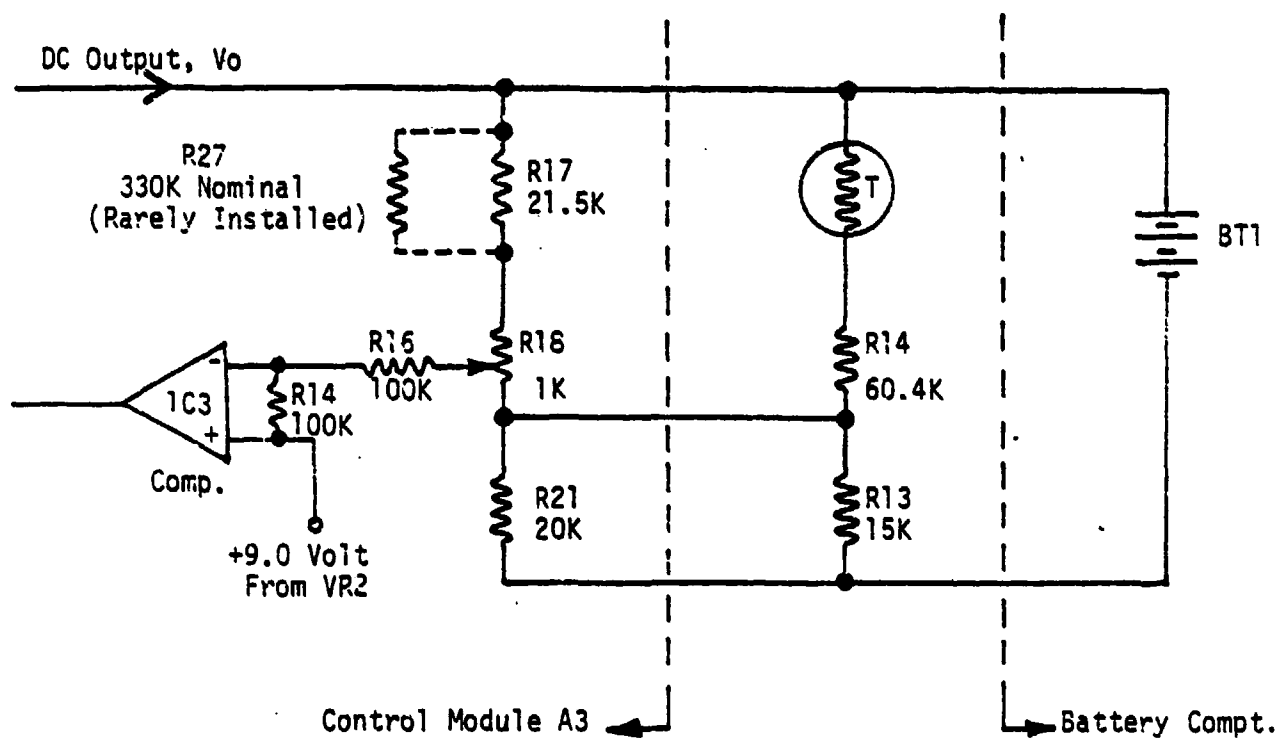 DC Output, Vo
R27
330K Nominal
(Rarely Installed)
R17
21.5K
T
BT1
R16
100K
R18
1K
R14
60.4K
1C3
-
+
R14
100K
Comp.
R21
20K
R13
15K
+9.0 Volt
From VR2
Control Module A3
Battery Compt.